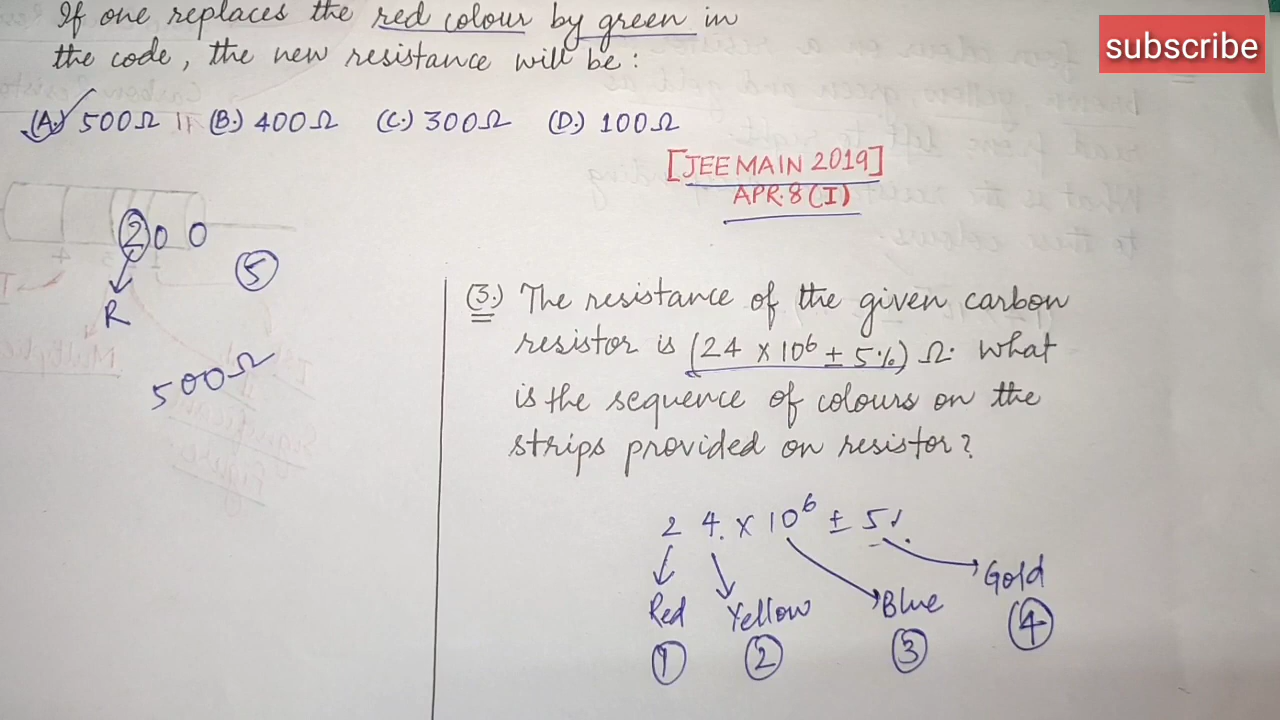 If one replaces the red colour by green in
the code, the new resistance will be:
(A.) 500Ω (B.) 400Ω (C.) 300Ω (D.) 100Ω
[JEE MAIN 2019]
APR. 8 (I)
200
R
5
500Ω
(3.) The resistance of the given carbon
resistor is (24 × 10⁶ ± 5%) Ω. What
is the sequence of colours on the
strips provided on resistor?
2 4. × 10⁶ ± 5%.
Red Yellow Blue Gold
1 2 3 4
subscribe